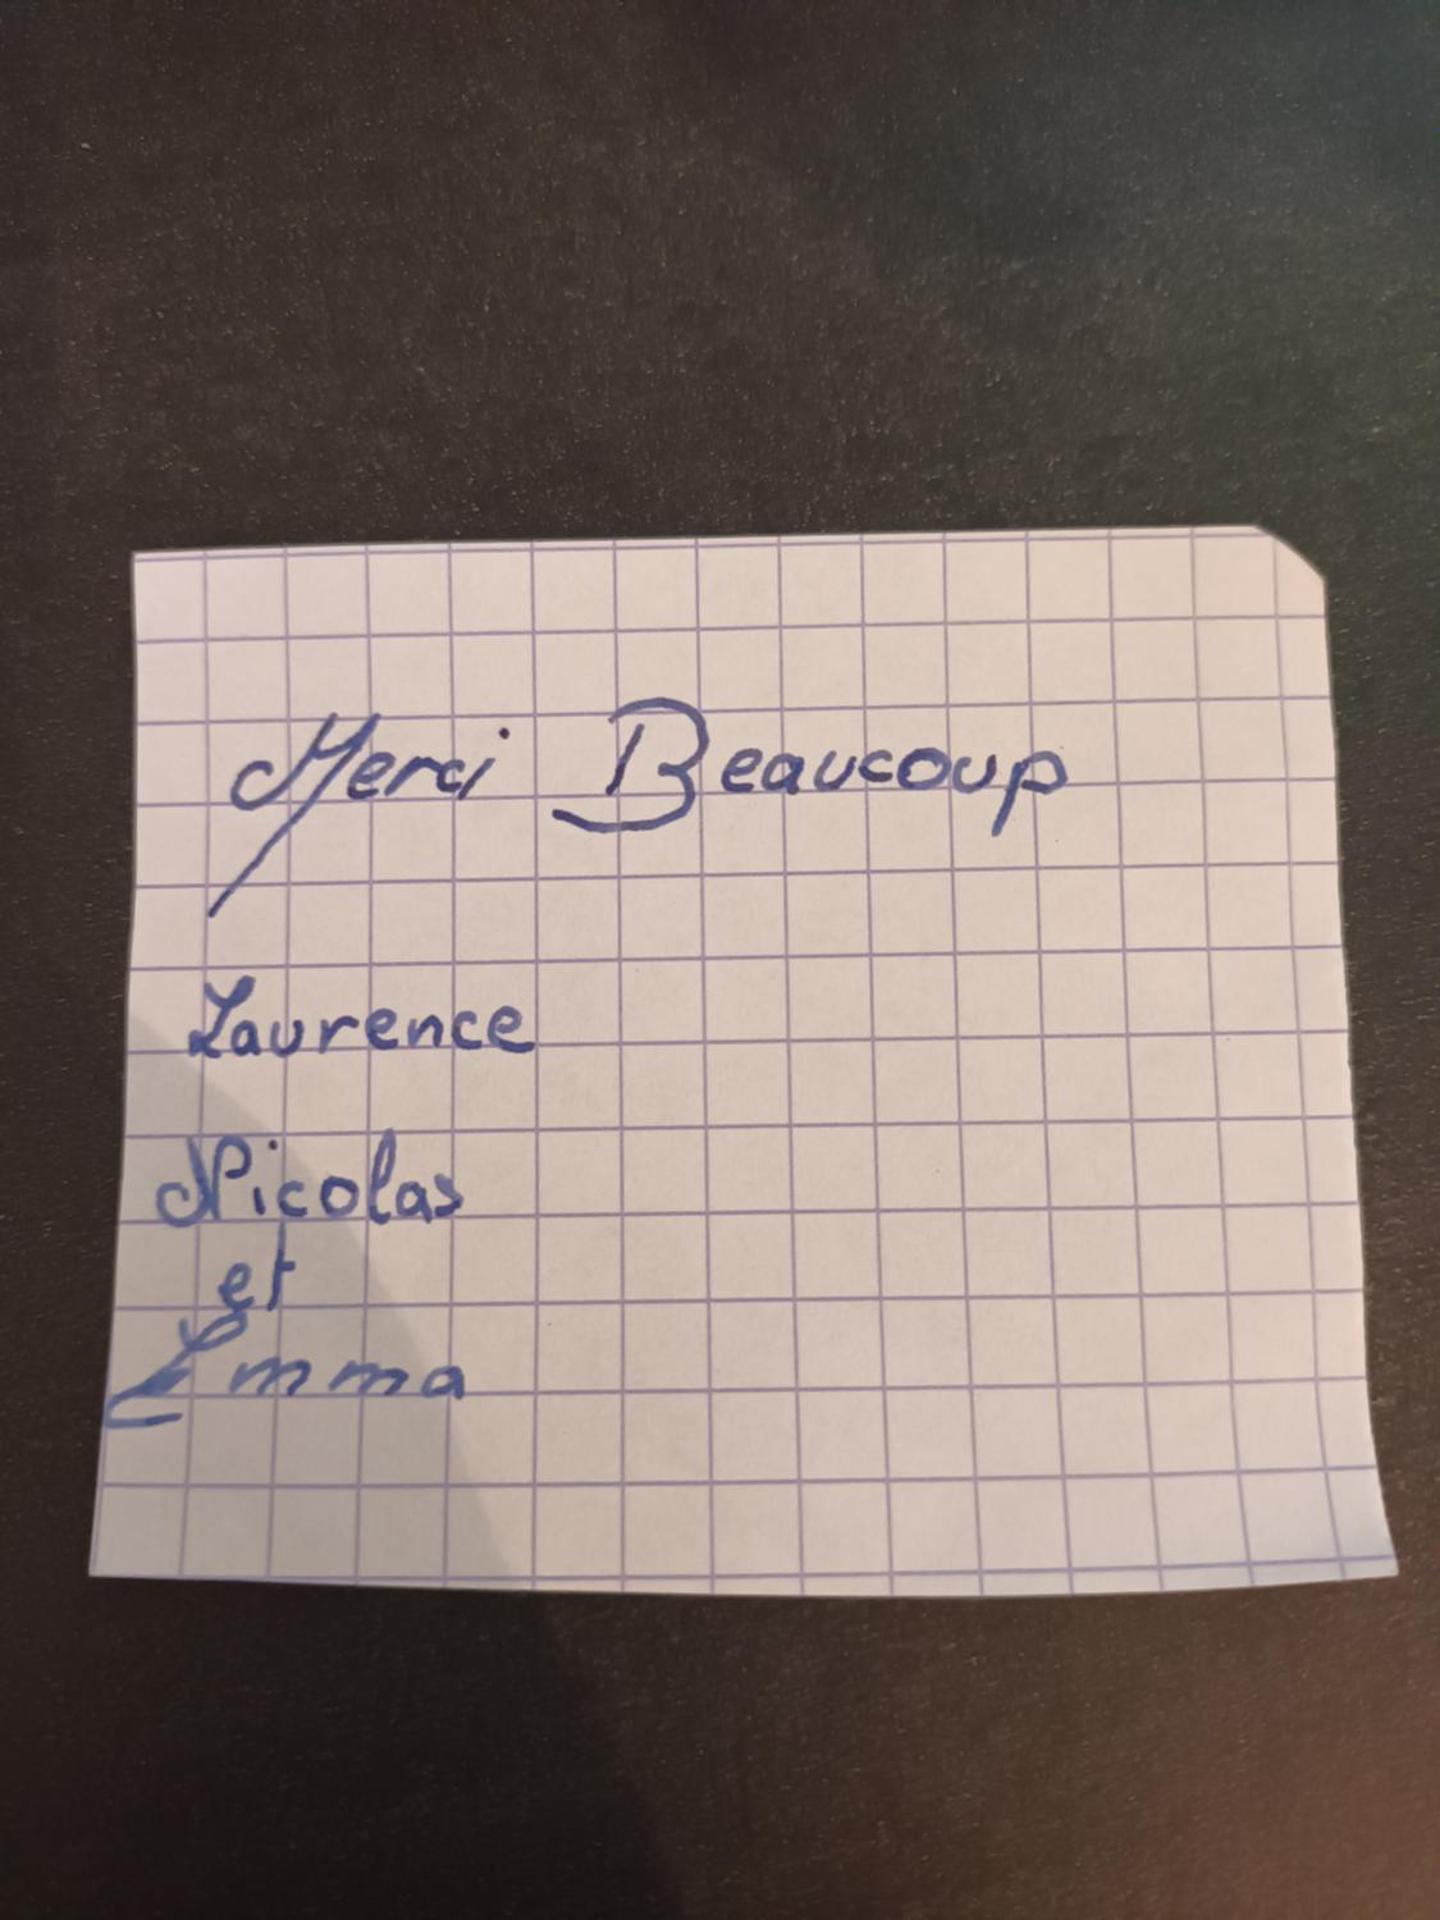 Merci Beaucoup
Laurence
Nicolas
et
Emma